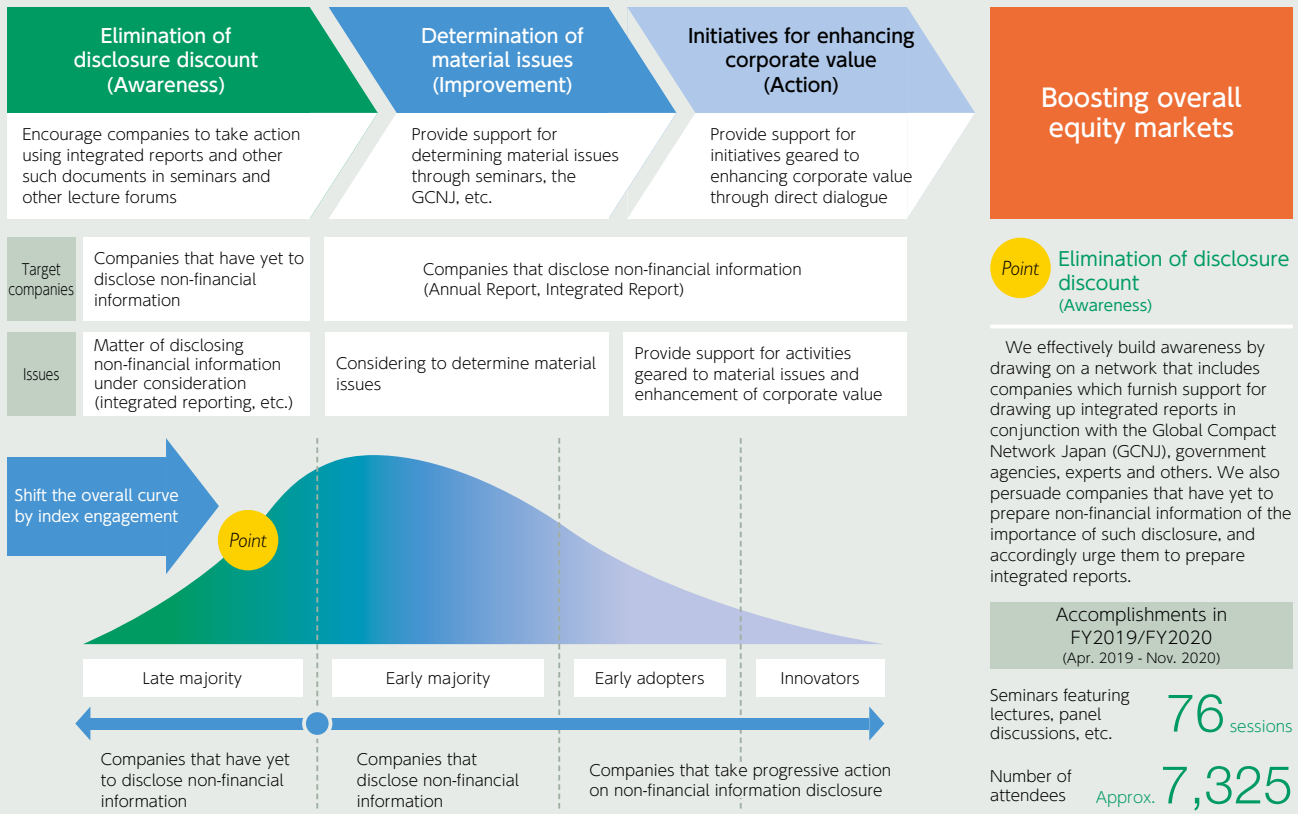 Elimination of
disclosure discount
(Awareness)
Determination of
material issues
(Improvement)
Initiatives for enhancing
corporate value
(Action)
Encourage companies to take action
using integrated reports and other
such documents in seminars and
other lecture forums
Provide support for
determining material issues
through seminars, the
GCNJ, etc.
Provide support for
initiatives geared to
enhancing corporate value
through direct dialogue
Target
companies
Companies that have yet to
disclose non-financial
information
Companies that disclose non-financial information
(Annual Report, Integrated Report)
Issues
Matter of disclosing
non-financial information
under consideration
(integrated reporting, etc.)
Considering to determine material
issues
Provide support for activities
geared to material issues and
enhancement of corporate value
Shift the overall curve
by index engagement
Point
Late majority
Early majority
Early adopters
Innovators
Companies that have yet
to disclose non-financial
information
Companies that
disclose non-financial
information
Companies that take progressive action
on non-financial information disclosure
Boosting overall
equity markets
Point
Elimination of disclosure
discount
(Awareness)
We effectively build awareness by
drawing on a network that includes
companies which furnish support for
drawing up integrated reports in
conjunction with the Global Compact
Network Japan (GCNJ), government
agencies, experts and others. We also
persuade companies that have yet to
prepare non-financial information of the
importance of such disclosure, and
accordingly urge them to prepare
integrated reports.
Accomplishments in
FY2019/FY2020
(Apr. 2019 - Nov. 2020)
Seminars featuring
lectures, panel
discussions, etc.
76 sessions
Number of
attendees
Approx. 7,325